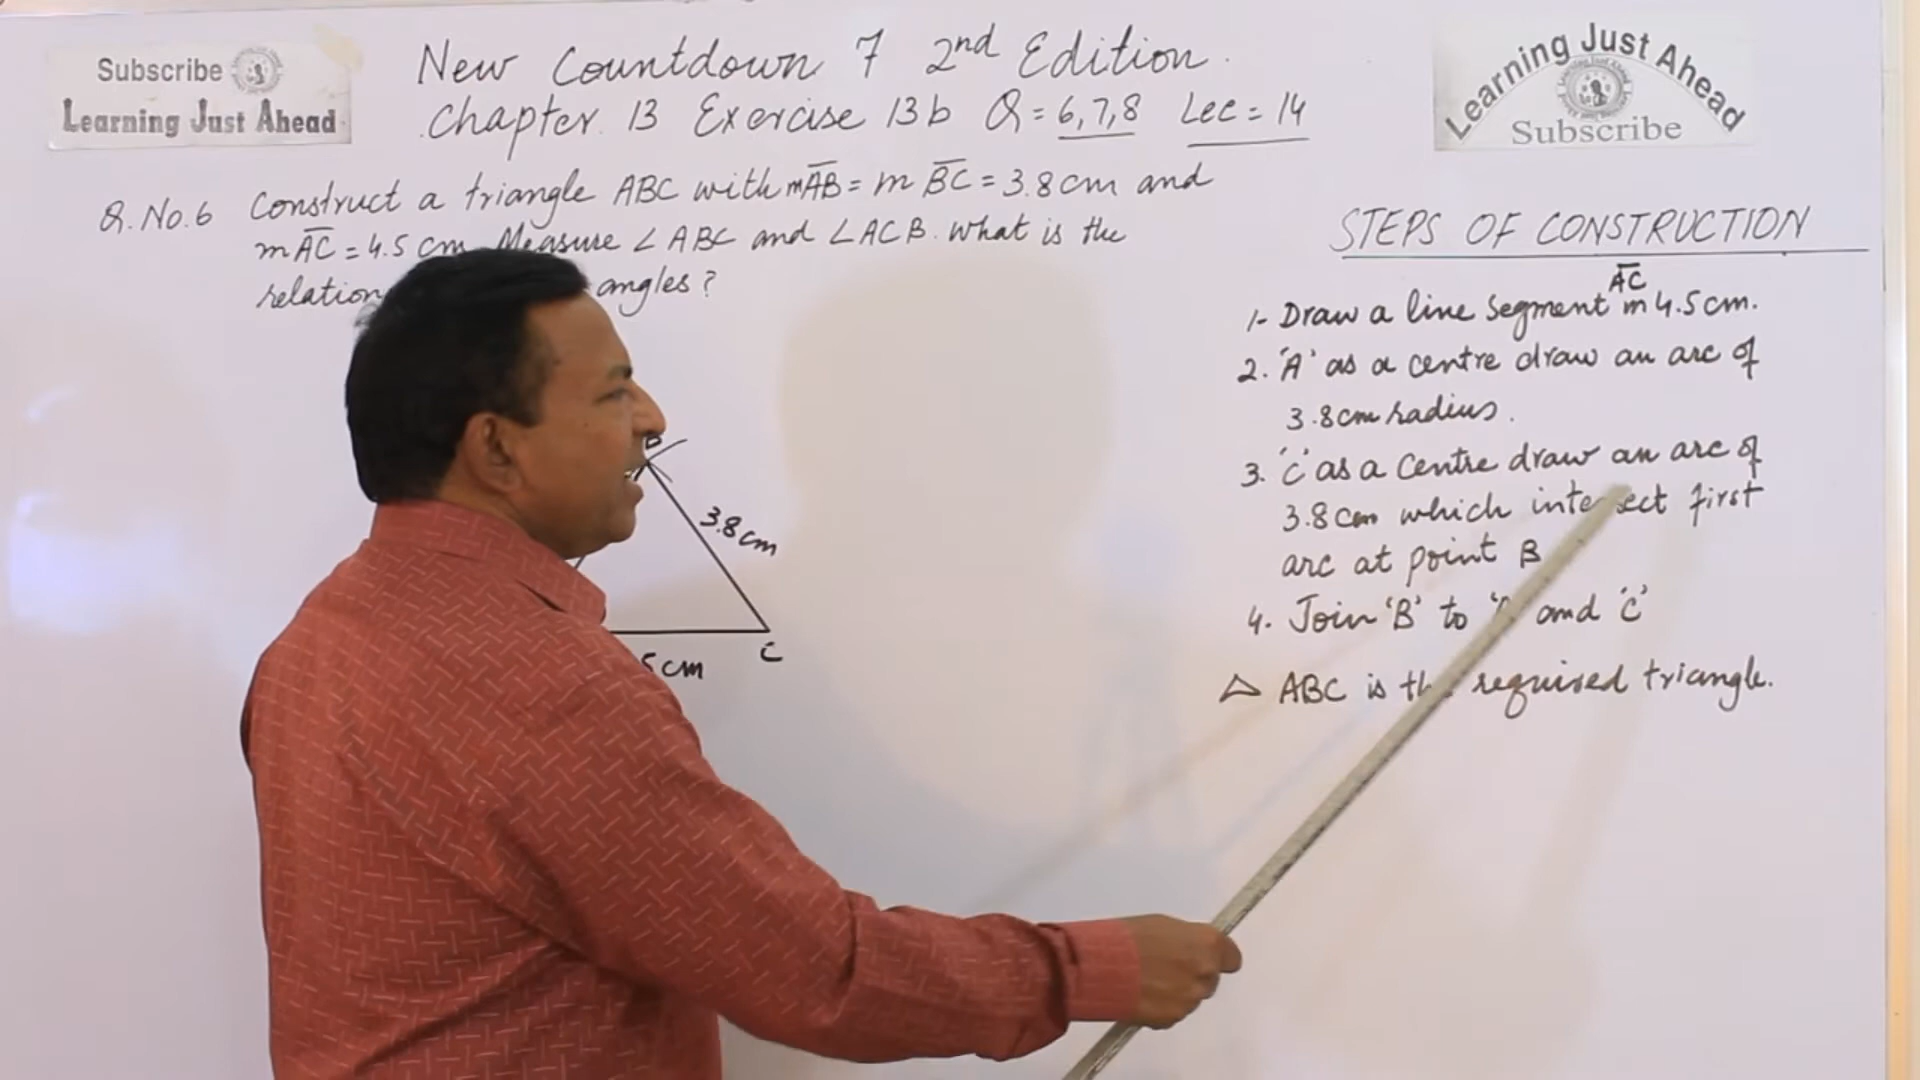 Subscribe
Learning Just Ahead
New Countdown 7 2nd Edition.
Chapter 13 Exercise 13b Q = 6,7,8 Lec = 14
Learning Just Ahead
Subscribe
Q. No. 6 Construct a triangle ABC with mAB = m BC = 3.8 cm and
m AC = 4.5 cm. Measure ∠ABC and ∠ACB. What is the
angles?
3.8 cm
C
5 cm
STEPS OF CONSTRUCTION
AC
1- Draw a line segment m 4.5 cm.
2. 'A' as a centre draw an arc of
3.8 cm radius.
3. 'C' as a centre draw an arc of
3.8 cm which intersect first
arc at point B
4. Join 'B' to and 'C'
△ ABC is the required triangle.